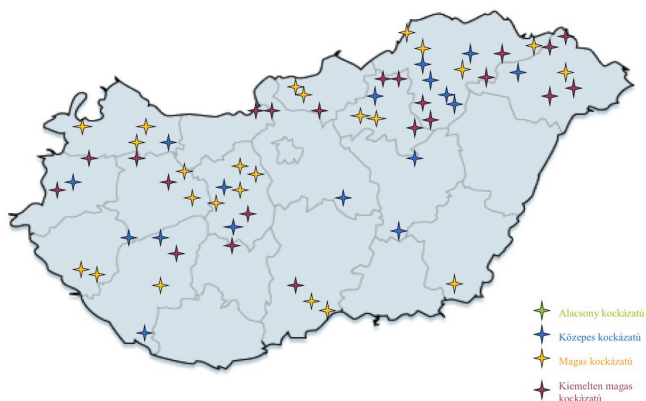 Alacsony kockázatú
Közepes kockázatú
Magas kockázatú
Kiemelten magas
kockázatú